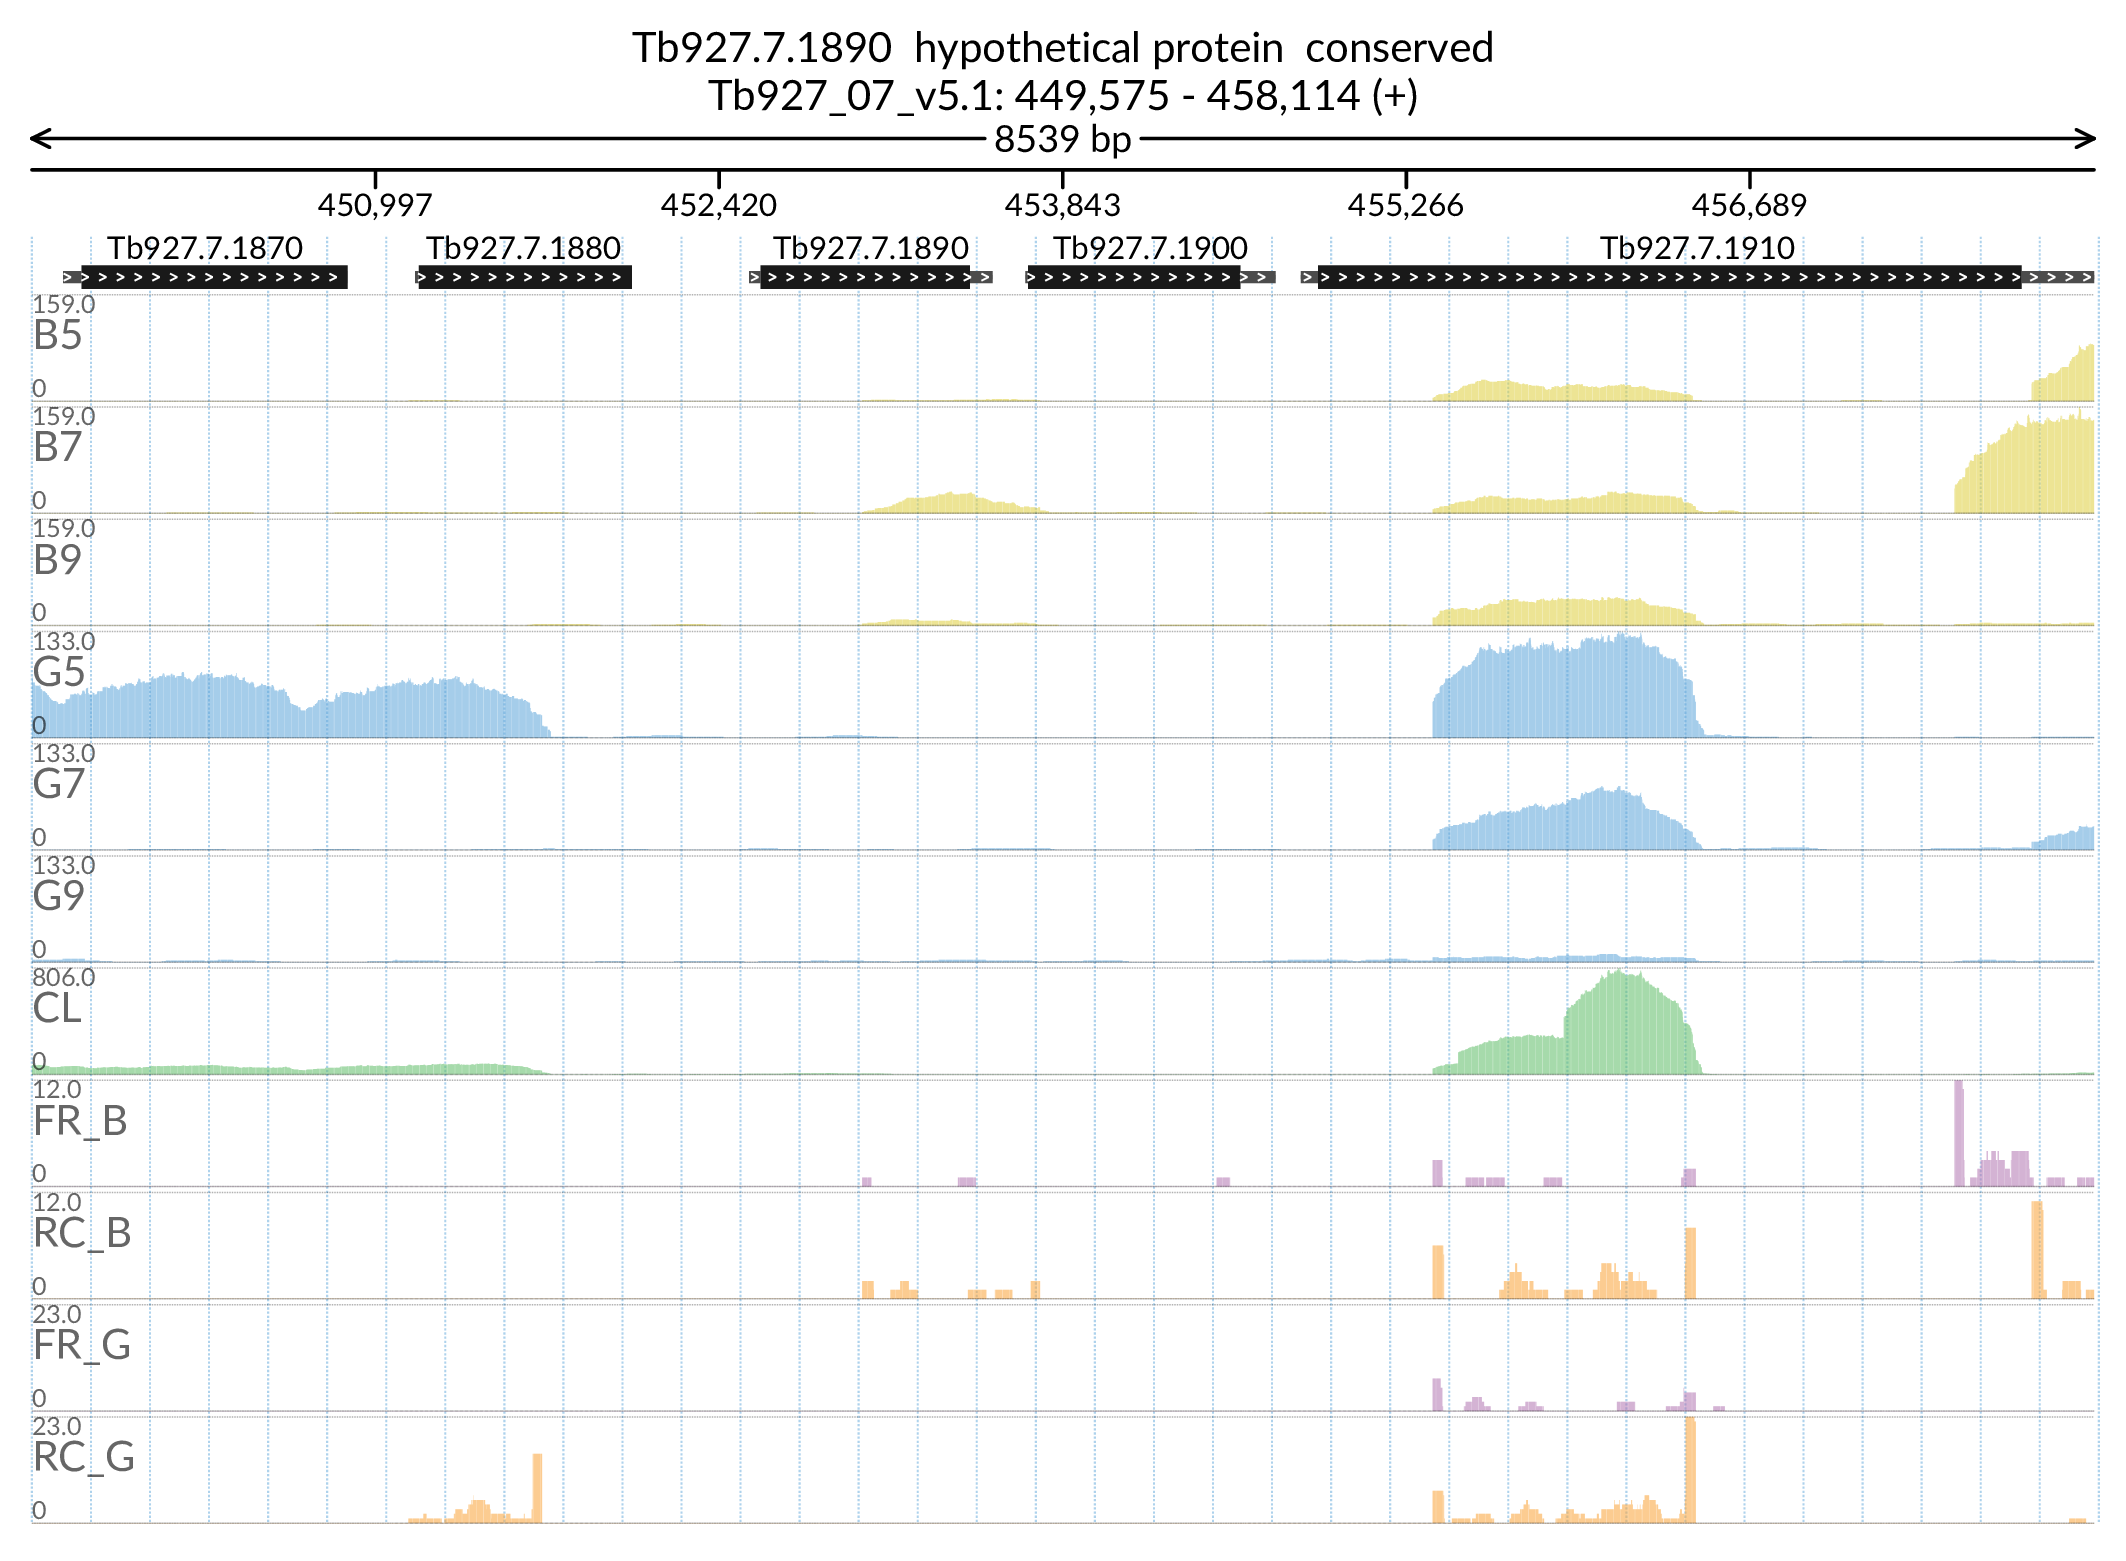 Tb927.7.1890  hypothetical protein  conserved
Tb927_07_v5.1: 449,575 - 458,114 (+)
8539 bp
450,997 452,420 453,843 455,266 456,689
Tb927.7.1870 Tb927.7.1880 Tb927.7.1890 Tb927.7.1900 Tb927.7.1910
159.0
B5
0
159.0
B7
0
159.0
B9
0
133.0
G5
0
133.0
G7
0
133.0
G9
0
806.0
CL
0
12.0
FR_B
0
12.0
RC_B
0
23.0
FR_G
0
23.0
RC_G
0